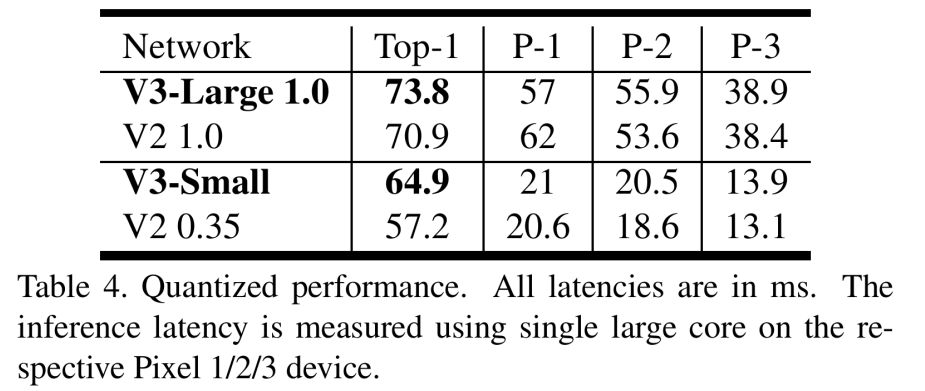 Network Top-1 P-1 P-2 P-3
V3-Large 1.0 73.8 57 55.9 38.9
V2 1.0 70.9 62 53.6 38.4
V3-Small 64.9 21 20.5 13.9
V2 0.35 57.2 20.6 18.6 13.1
Table 4. Quantized performance. All latencies are in ms. The
inference latency is measured using single large core on the re-
spective Pixel 1/2/3 device.